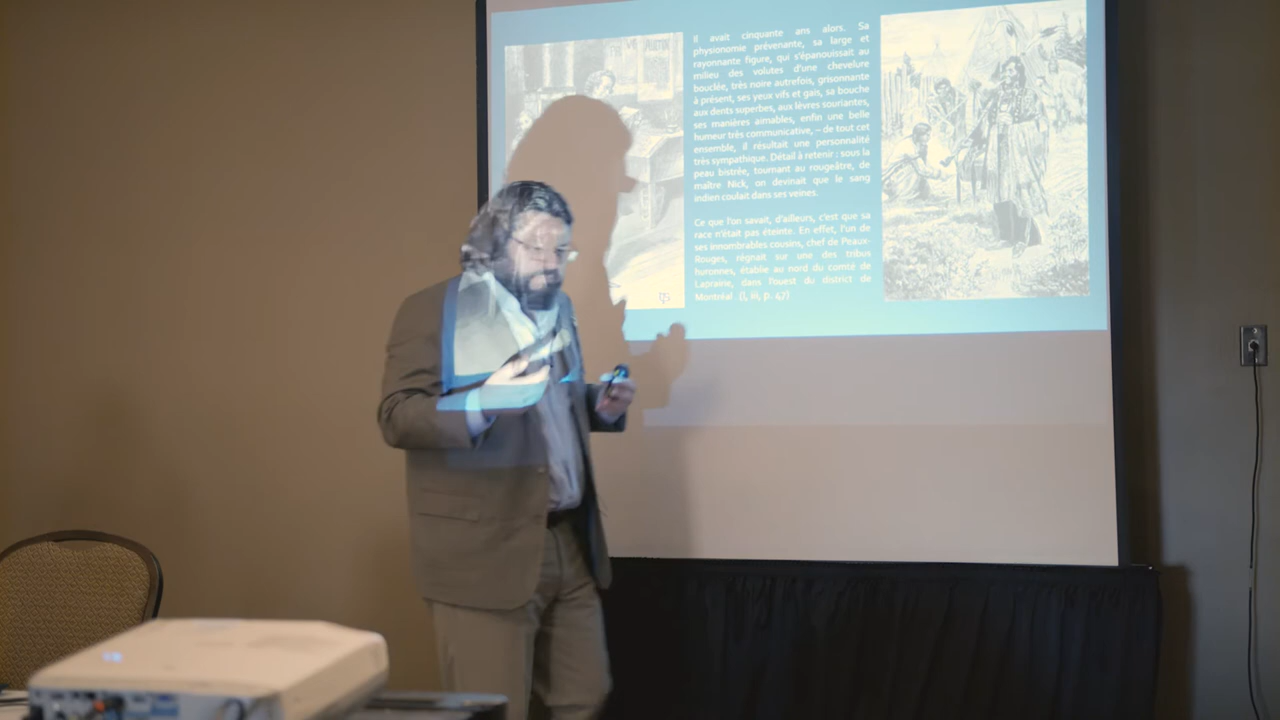 Il avait cinquante ans alors. Sa
physionomie prévenante, sa large et
rayonnante figure, qui s'épanouissait au
milieu des volutes d'une chevelure
bouclée, très noire autrefois, grisonnante
à présent, ses yeux vifs et gais, sa bouche
aux dents superbes, aux lèvres souriantes,
ses manières aimables, enfin une belle
humeur très communicative, – de tout cet
ensemble, il résultait une personnalité
très sympathique. Détail à retenir : sous la
peau bistrée, tournant au rougeâtre, de
maître Nick, on devinait que le sang
indien coulait dans ses veines.
Ce que l'on savait, d'ailleurs, c'est que sa
race n'était pas éteinte. En effet, l'un de
ses innombrables cousins, chef de Peaux-
Rouges, régnait sur une des tribus
huronnes, établie au nord du comté de
Laprairie, dans l'ouest du district de
Montréal. (I, iii, p. 47)